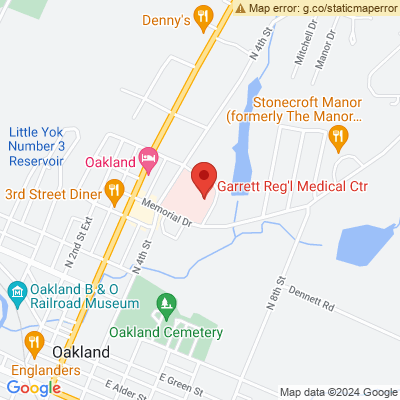 Map error: g.co/staticmaperror
Denny's
N 4th St
Mitchell Dr
Manor Dr
Stonecroft Manor
(formerly The Manor...
Little Yok
Number 3
Reservoir
Oakland
Garrett Reg'l Medical Ctr
3rd Street Diner
Memorial Dr
N 2nd St Ext
N 4th St
N 8th St
Oakland B & O
Railroad Museum
Dennett Rd
Oakland Cemetery
Oakland
Englanders
E Alder St
E Green St
Google
Map data ©2024 Google